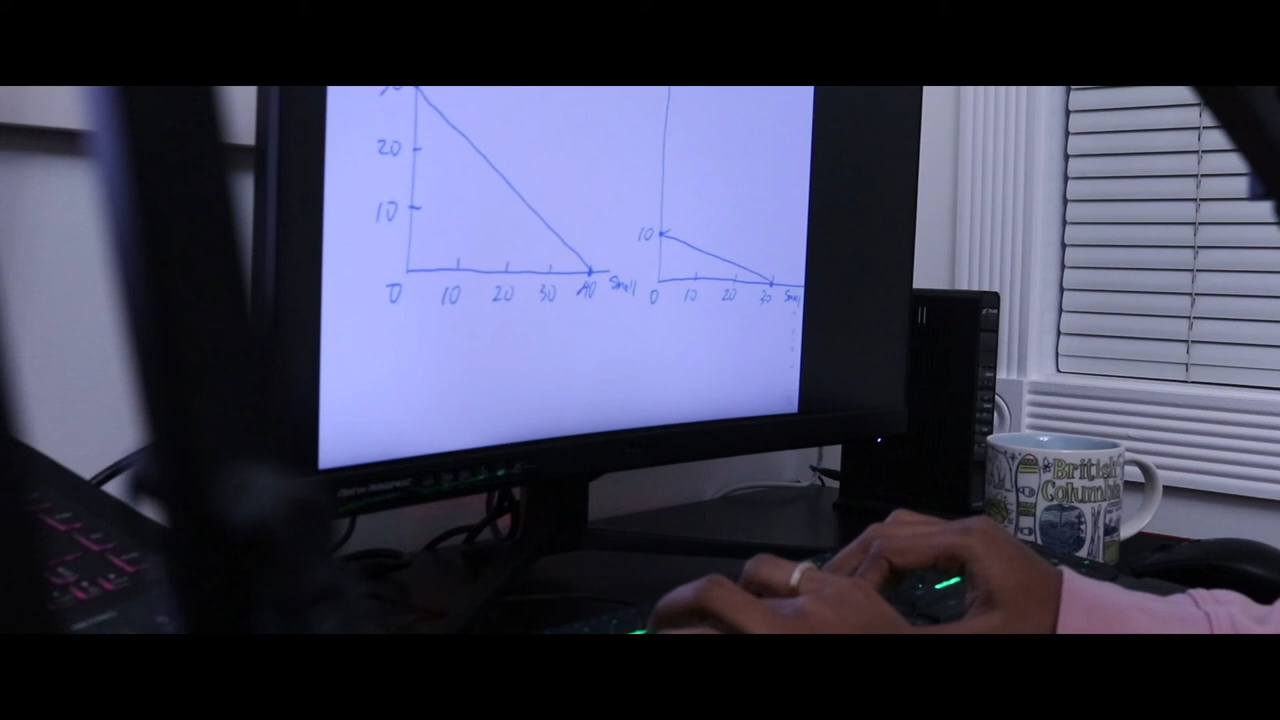 20
10
0 10 20 30 40 Small
10
0 10 20 30 Small
British
Columbia